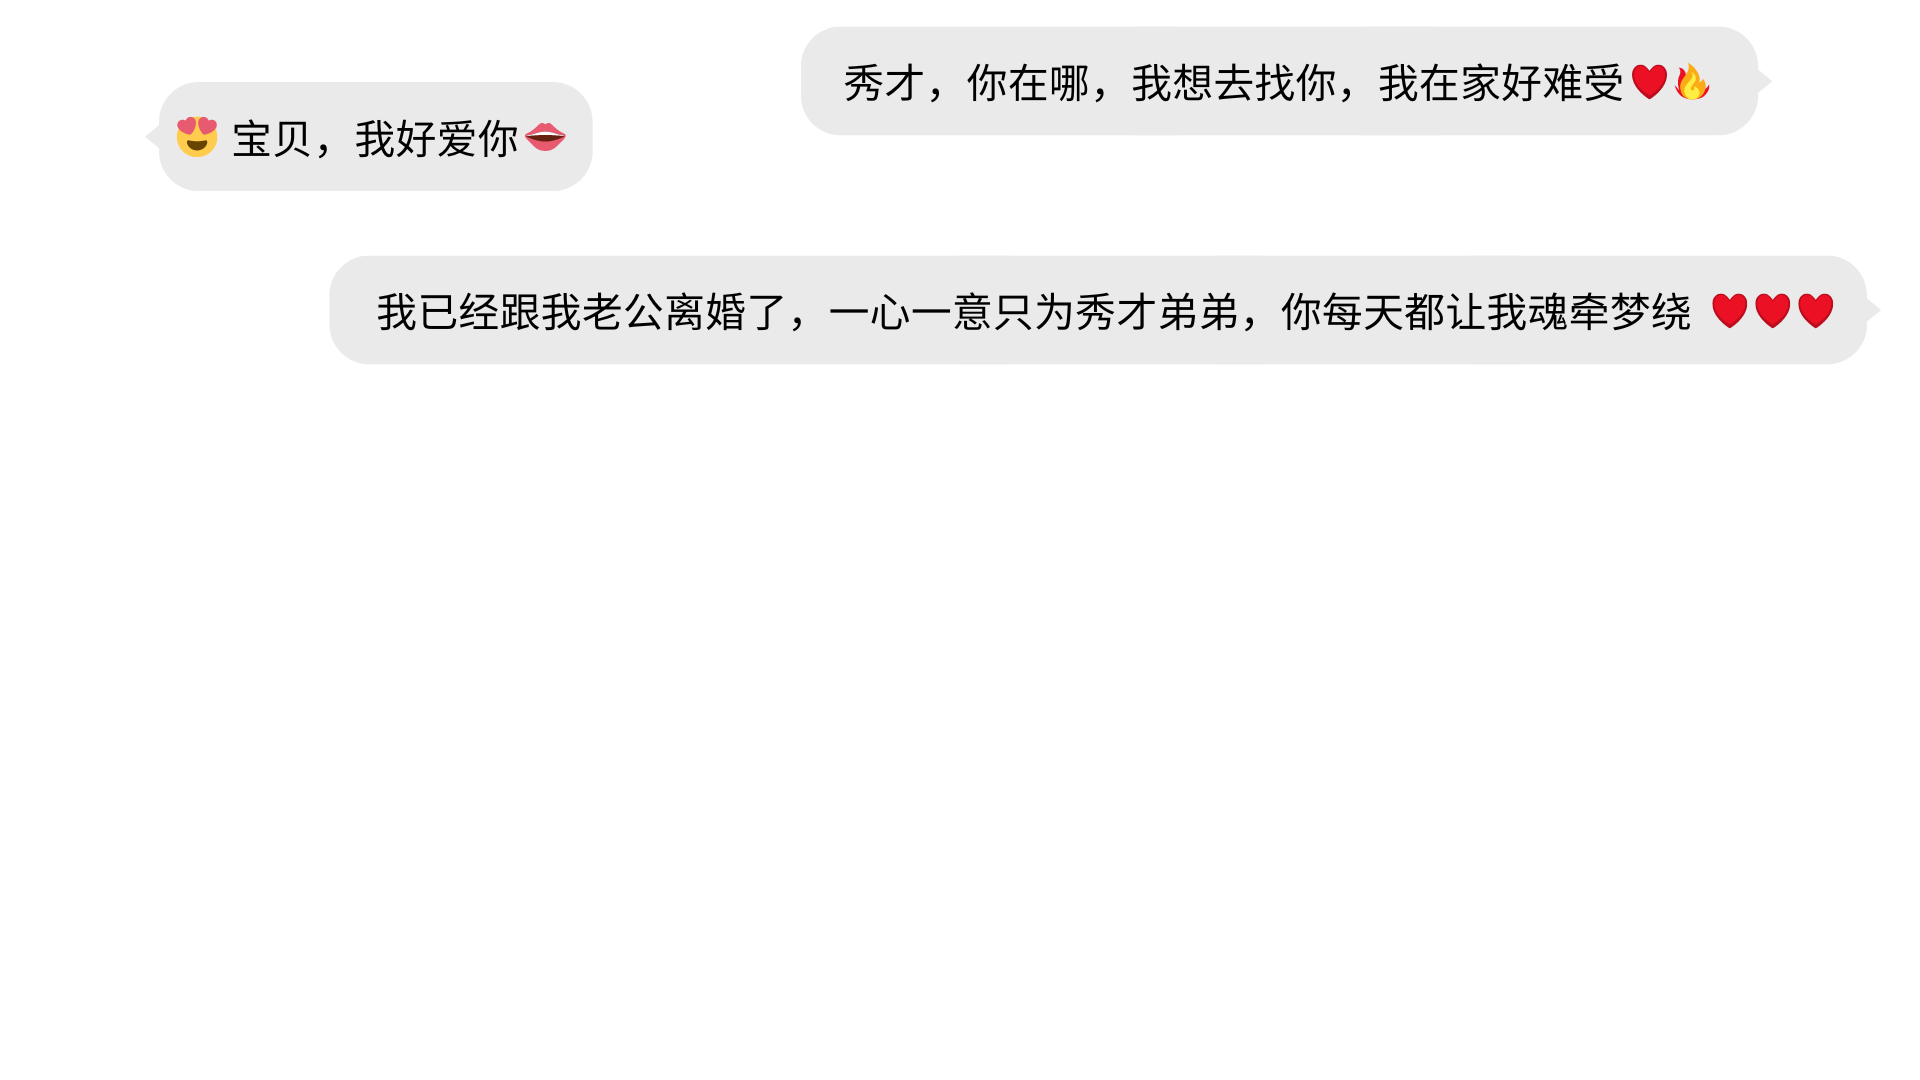 秀才，你在哪，我想去找你，我在家好难受❤️🔥
😍 宝贝，我好爱你👄
我已经跟我老公离婚了，一心一意只为秀才弟弟，你每天都让我魂牵梦绕 ❤️❤️❤️